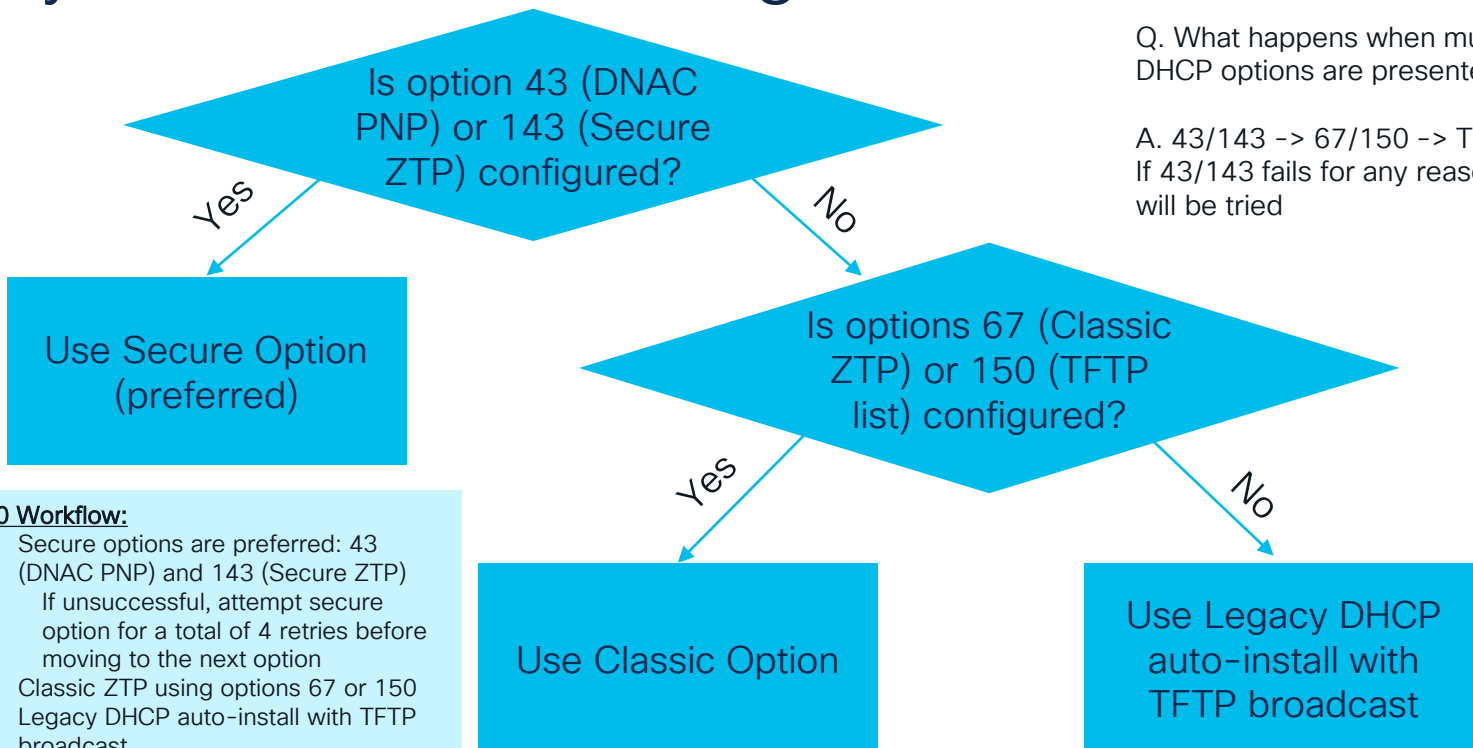 Q. What happens when
DHCP options are
A. 43/143 -> 67/150 ->
If 43/143 fails for any
will be tried
Is option 43 (DNAC
PNP) or 143 (Secure
ZTP) configured?
Yes
No
Use Secure Option
(preferred)
Is options 67 (Classic
ZTP) or 150 (TFTP
list) configured?
Yes
No
Workflow:
Secure options are preferred: 43
(DNAC PNP) and 143 (Secure ZTP)
If unsuccessful, attempt secure
option for a total of 4 retries before
moving to the next option
Classic ZTP using options 67 or 150
Legacy DHCP auto-install with TFTP
broadcast
Use Classic Option
Use Legacy DHCP
auto-install with
TFTP broadcast